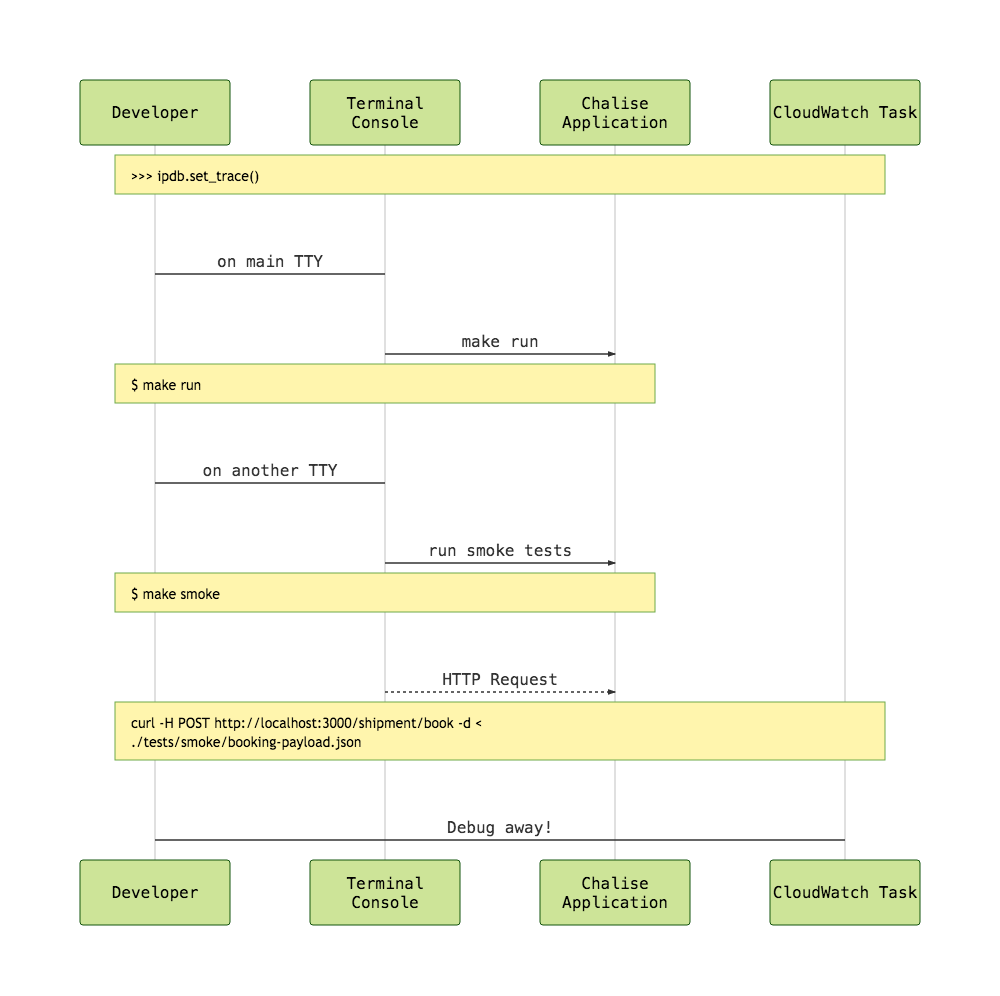 Developer
Terminal
Console
Chalise
Application
CloudWatch Task
>>> ipdb.set_trace()
on main TTY
make run
$ make run
on another TTY
run smoke tests
$ make smoke
HTTP Request
curl -H POST http://localhost:3000/shipment/book -d <
./tests/smoke/booking-payload.json
Debug away!
Developer
Terminal
Console
Chalise
Application
CloudWatch Task